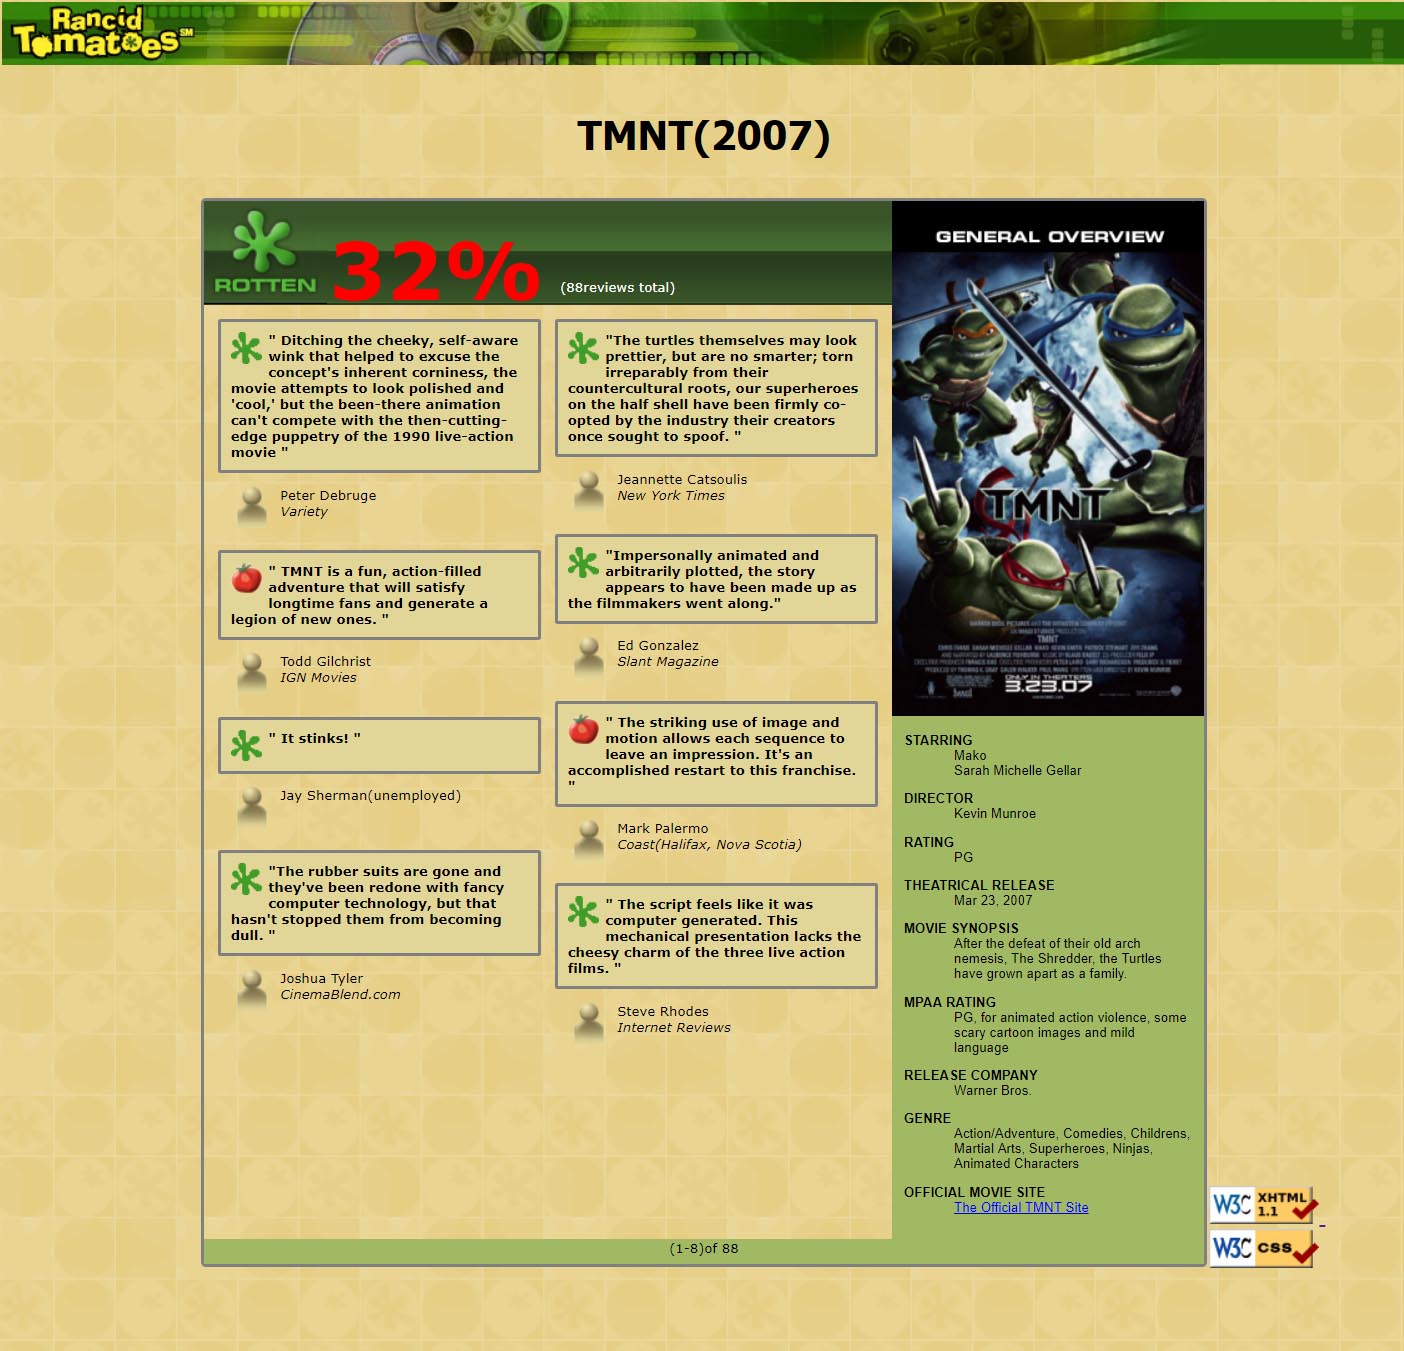 Rancid
Tomatoes SM
TMNT(2007)
ROTTEN
32%
(88reviews total)
" Ditching the cheeky, self-aware
wink that helped to excuse the
concept's inherent corniness, the
movie attempts to look polished and
'cool,' but the been-there animation
can't compete with the then-cutting-
edge puppetry of the 1990 live-action
movie "
Peter Debruge
Variety
" TMNT is a fun, action-filled
adventure that will satisfy
longtime fans and generate a
legion of new ones. "
Todd Gilchrist
IGN Movies
" It stinks! "
Jay Sherman(unemployed)
"The rubber suits are gone and
they've been redone with fancy
computer technology, but that
hasn't stopped them from becoming
dull. "
Joshua Tyler
CinemaBlend.com
"The turtles themselves may look
prettier, but are no smarter; torn
irreparably from their
countercultural roots, our superheroes
on the half shell have been firmly co-
opted by the industry their creators
once sought to spoof. "
Jeannette Catsoulis
New York Times
"Impersonally animated and
arbitrarily plotted, the story
appears to have been made up as
the filmmakers went along."
Ed Gonzalez
Slant Magazine
" The striking use of image and
motion allows each sequence to
leave an impression. It's an
accomplished restart to this franchise.
"
Mark Palermo
Coast(Halifax, Nova Scotia)
" The script feels like it was
computer generated. This
mechanical presentation lacks the
cheesy charm of the three live action
films. "
Steve Rhodes
Internet Reviews
GENERAL OVERVIEW
TMNT
TMNT
ONLY IN THEATERS
3.23.07
STARRING
Mako
Sarah Michelle Gellar
DIRECTOR
Kevin Munroe
RATING
PG
THEATRICAL RELEASE
Mar 23, 2007
MOVIE SYNOPSIS
After the defeat of their old arch
nemesis, The Shredder, the Turtles
have grown apart as a family.
MPAA RATING
PG, for animated action violence, some
scary cartoon images and mild
language
RELEASE COMPANY
Warner Bros.
GENRE
Action/Adventure, Comedies, Childrens,
Martial Arts, Superheroes, Ninjas,
Animated Characters
OFFICIAL MOVIE SITE
The Official TMNT Site
(1-8)of 88
W3C XHTML
1.1
W3C css